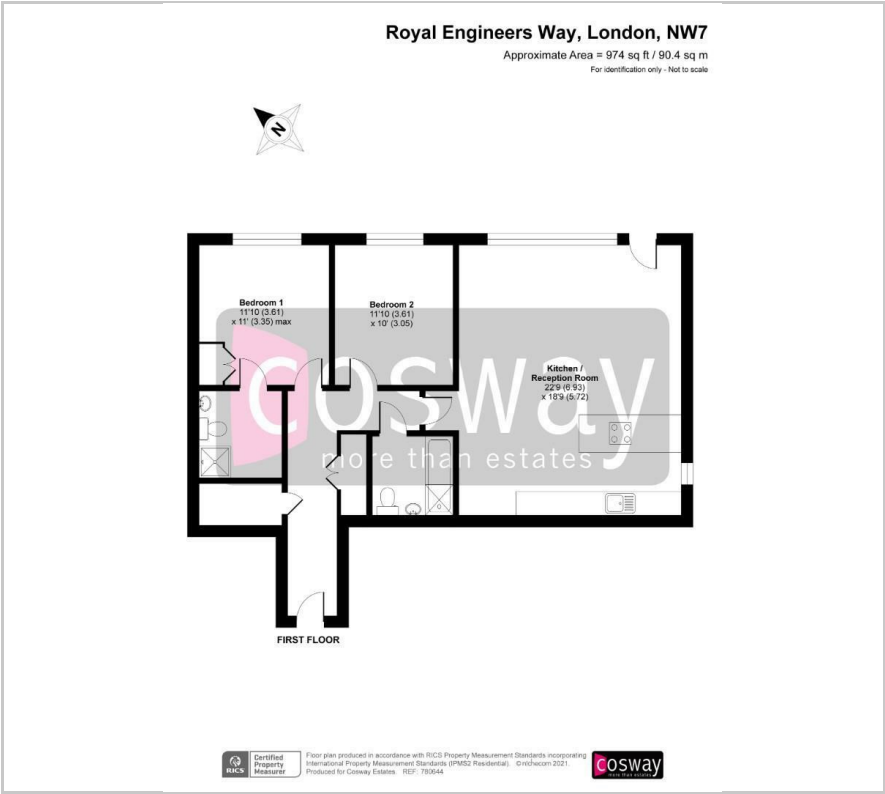 Royal Engineers Way, London, NW7
Approximate Area = 974 sq ft / 90.4 sq m
For identification only - Not to scale
N
Bedroom 1
11'10 (3.61)
x 11' (3.35) max
Bedroom 2
11'10 (3.61)
x 10' (3.05)
Kitchen /
Reception Room
22'9 (6.93)
x 18'9 (5.72)
cosway
more than estates
FIRST FLOOR
RICS
Certified
Property
Measurer
Floor plan produced in accordance with RICS Property Measurement Standards incorporating
International Property Measurement Standards (IPMS2 Residential). © nichecom 2021.
Produced for Cosway Estates. REF: 780644
cosway
more than estates